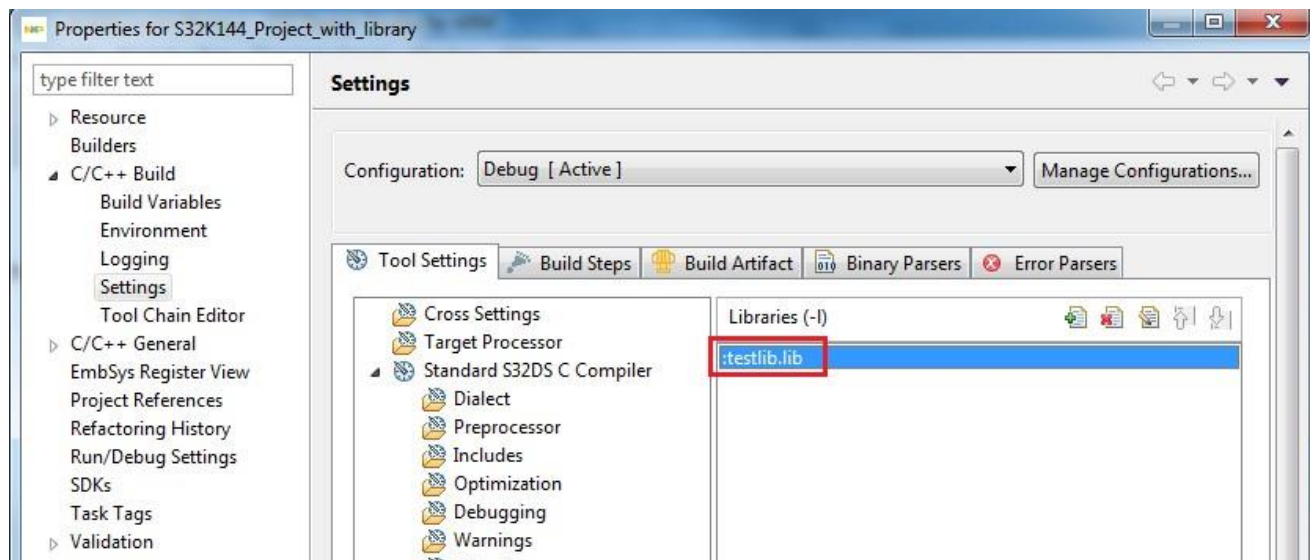 NXP Properties for S32K144_Project_with_library
type filter text
Resource
Builders
C/C++ Build
Build Variables
Environment
Logging
Settings
Tool Chain Editor
C/C++ General
EmbSys Register View
Project References
Refactoring History
Run/Debug Settings
SDKs
Task Tags
Validation
Settings
Configuration: Debug [ Active ] Manage Configurations...
Tool Settings Build Steps Build Artifact 010 Binary Parsers Error Parsers
Cross Settings
Target Processor
Standard S32DS C Compiler
Dialect
Preprocessor
Includes
Optimization
Debugging
Warnings
Libraries (-l)
:testlib.lib